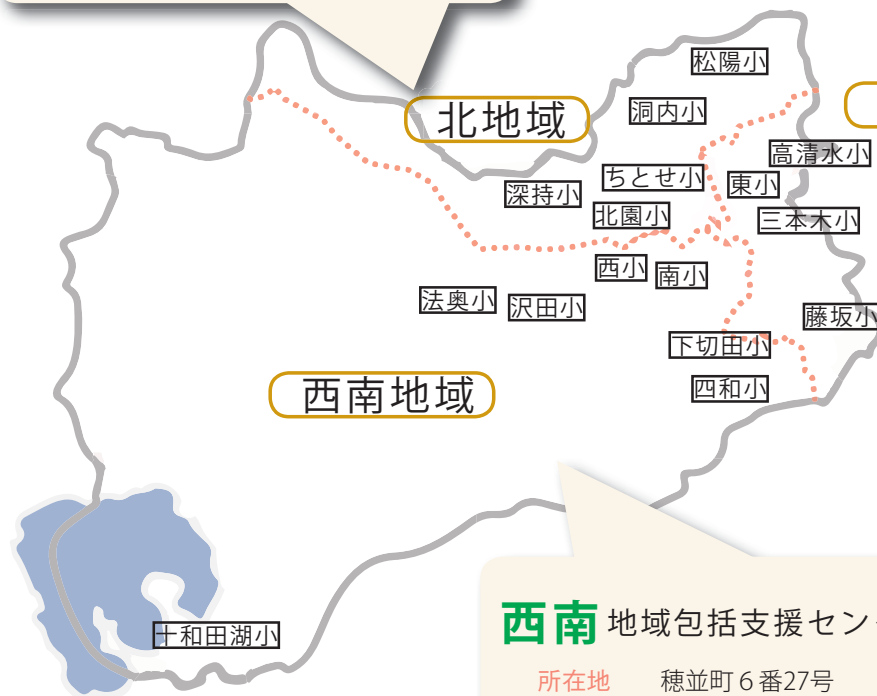 松陽小
北地域
洞内小
高清水小
ちとせ小
東小
深持小
北園小
三本木小
西小
南小
法奥小
沢田小
藤坂小
下切田小
西南地域
四和小
十和田湖小
西南 地域包括支援セン
所在地 穂並町6番27号